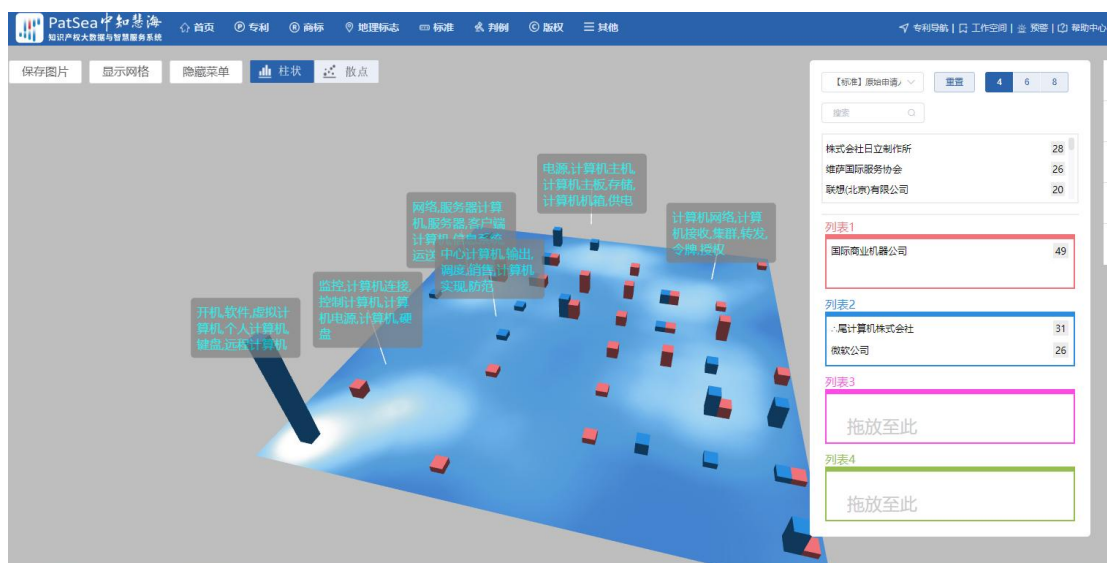 PatSea中知慧海
知识产权大数据与智慧服务系统
首页
专利
商标
地理标志
标准
判例
版权
其他
专利导航
工作空间
预警
帮助中心
保存图片
显示网格
隐藏菜单
柱状
散点
【标准】原始申请
重置
4
6
8
搜索
株式会社日立制作所
28
维萨国际服务协会
26
联想(北京)有限公司
20
列表1
国际商业机器公司
49
列表2
∴尾计算机株式会社
31
微软公司
26
列表3
拖放至此
列表4
拖放至此
电源,计算机主机,
计算机主板,存储,
计算机机箱,供电
网络,服务器计算
机,服务器,客户端
运送
中心计算机,输出,
调度,销售,计算机
实现,防范
计算机网络,计算
机接收,集群,转发,
令牌,授权
监控,计算机连接,
控制计算机,计算
机电源,计算机,硬
盘
开机,软件,虚拟计
算机,个人计算机,
键盘,远程计算机